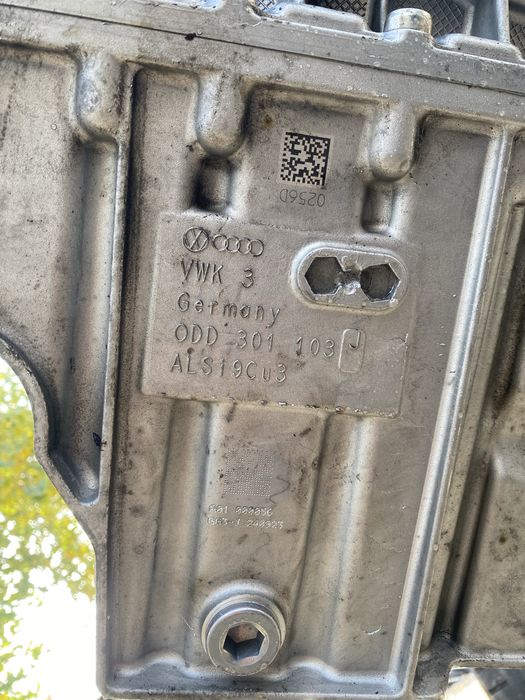 0256D
VWK 3
Germany
0DD-301 103 J
ALSi9Cu3